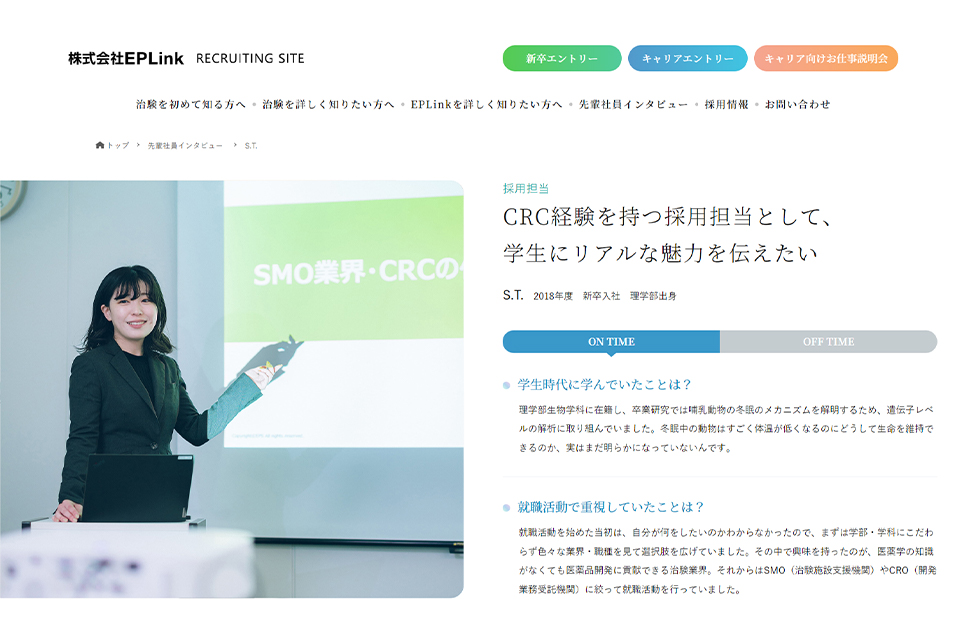 株式会社EPLink RECRUITING SITE
新卒エントリー
キャリアエントリー
キャリア向けお仕事説明会
治験を初めて知る方へ
治験を詳しく知りたい方へ
EPLinkを詳しく知りたい方へ
先輩社員インタビュー
採用情報
お問い合わせ
トップ › 先輩社員インタビュー › S.T.
SMO業界・CRCの
採用担当
CRC経験を持つ採用担当として、
学生にリアルな魅力を伝えたい
S.T. 2018年度 新卒入社 理学部出身
ON TIME
OFF TIME
学生時代に学んでいたことは？
理学部生物学科に在籍し、卒業研究では哺乳動物の冬眠のメカニズムを解明するため、遺伝子レベ
ルの解析に取り組んでいました。冬眠中の動物はすごく体温が低くなるのにどうして生命を維持で
きるのか、実はまだ明らかになっていないんです。
就職活動で重視していたことは？
就職活動を始めた当初は、自分が何をしたいのかわからなかったので、まずは学部・学科にこだわ
らず色々な業界・職種を見て選択肢を広げていました。その中で興味を持ったのが、医薬学の知識
がなくても医薬品開発に貢献できる治験業界。それからはSMO（治験施設支援機関）やCRO（開発
業務受託機関）に絞って就職活動を行っていました。